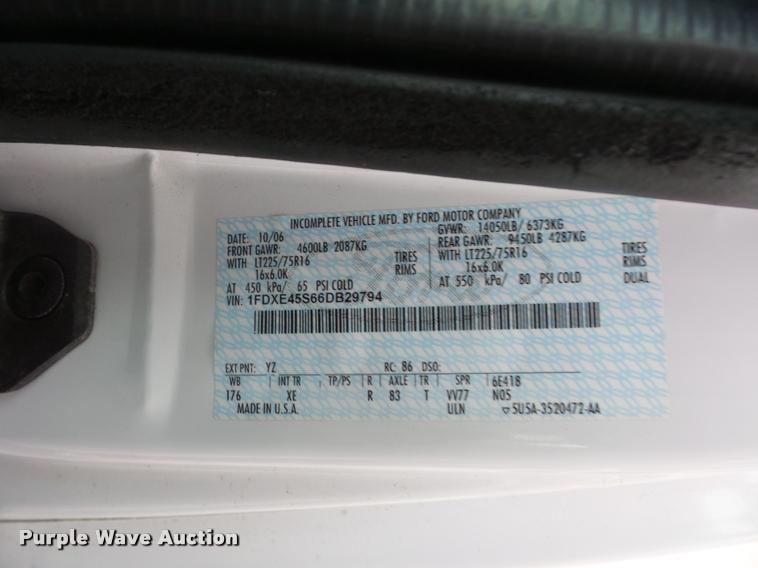 INCOMPLETE VEHICLE MFD. BY FORD MOTOR COMPANY
DATE: 10/06 GVWR: 14050LB/ 6373KG
FRONT GAWR: 4600LB 2087KG REAR GAWR: 9450LB 4287KG
WITH LT225/75R16 TIRES WITH LT225/75R16 TIRES
16x6.0K RIMS 16x6.0K RIMS
AT 450 kPa/ 65 PSI COLD AT 550 kPa/ 80 PSI COLD DUAL
VIN: 1FDXE45S66DB29794
EXT PNT: YZ RC: 86 DSO:
WB INT TR TP/PS R AXLE TR SPR 6E418
176 XE R 83 T VV77 N05
MADE IN U.S.A. ULN ▽5U5A-3520472-AA
Purple Wave Auction